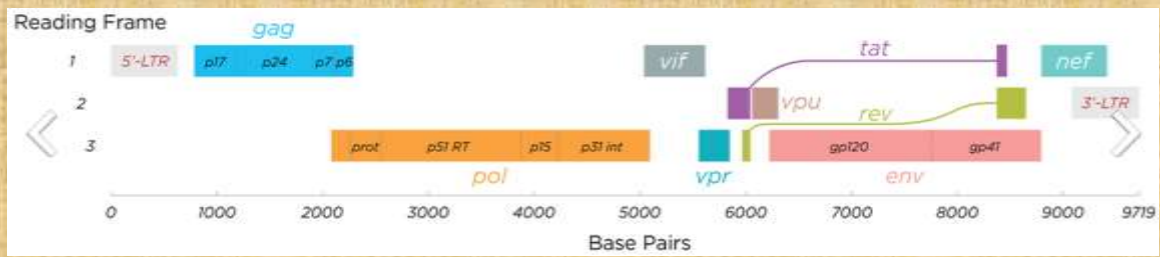 Reading Frame
gag
tat
1 5'-LTR p17 p24 p7 p6 vif nef
2 vpu 3'-LTR
rev
3 prot p51 RT p15 p31 int gp120 gp41
pol vpr env
0 1000 2000 3000 4000 5000 6000 7000 8000 9000 9719
Base Pairs